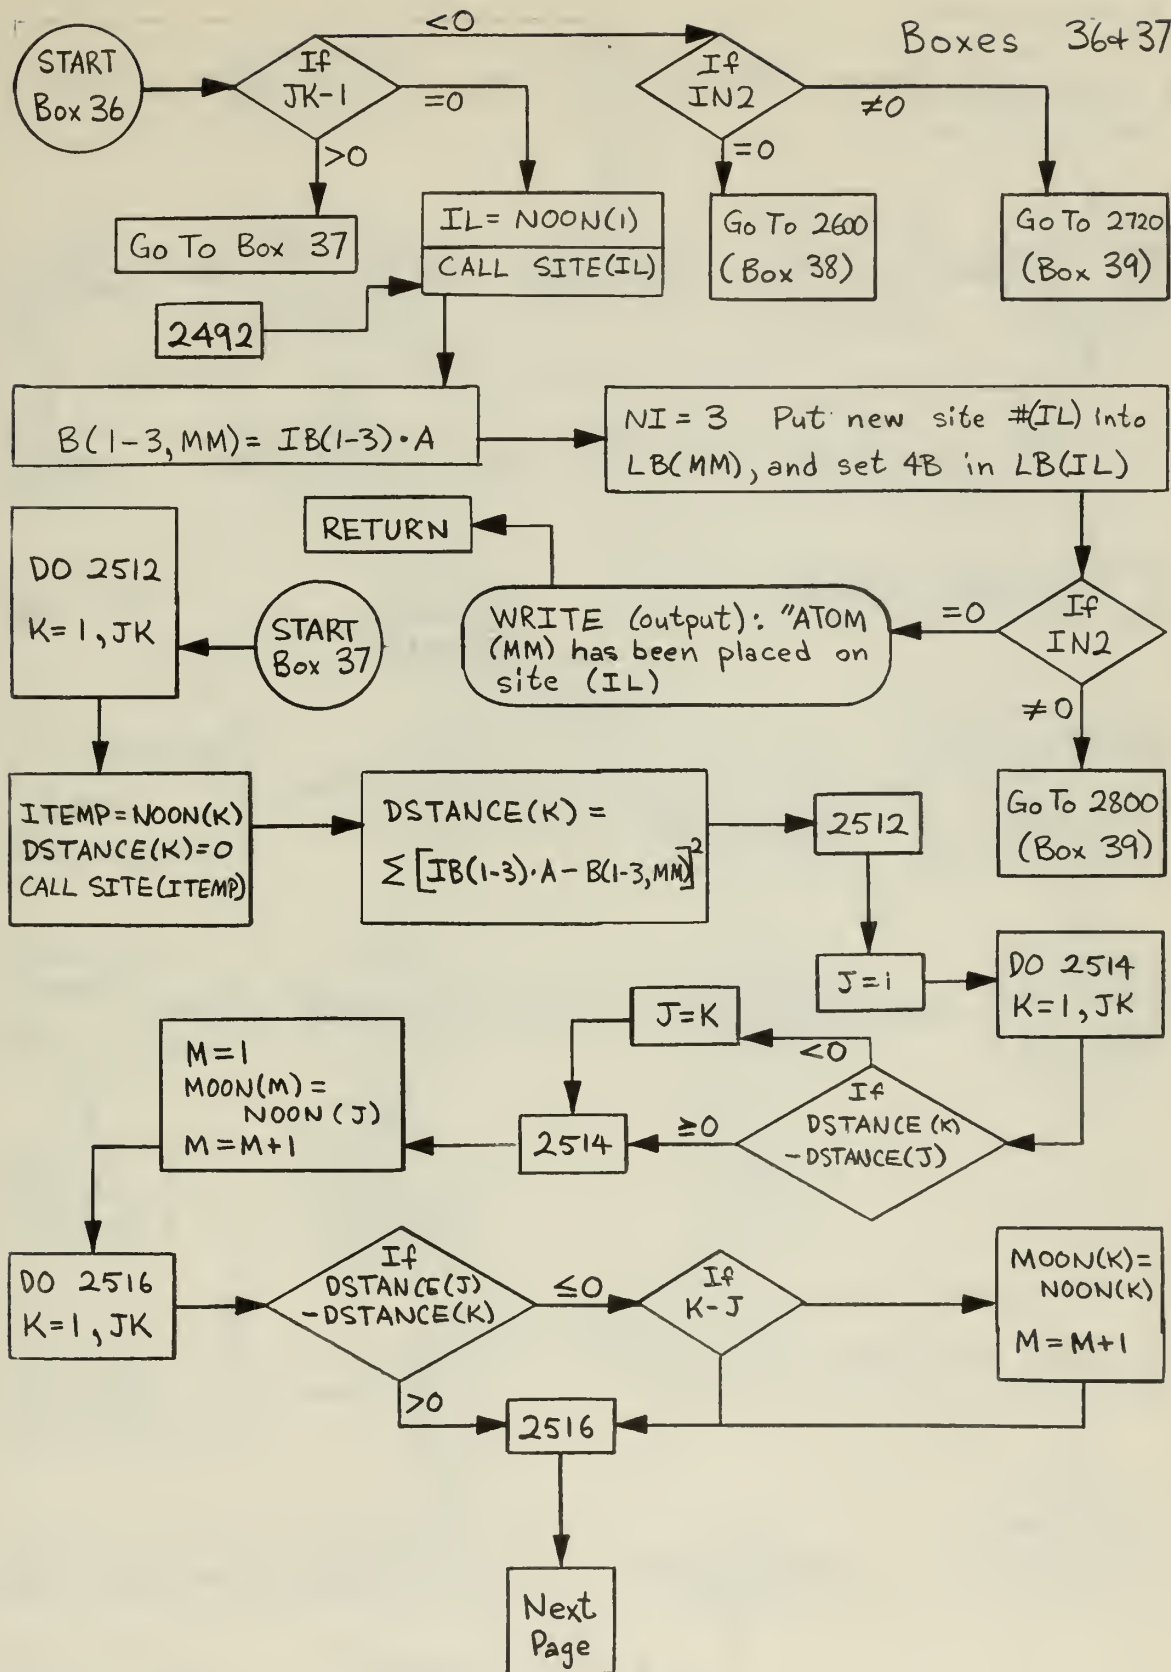 Boxes 36&37
START
Box 36
If
JK-1
<0
=0
>0
If
IN2
≠0
=0
Go To Box 37
IL= NOON(1)
CALL SITE(IL)
Go To 2600
(Box 38)
Go To 2720
(Box 39)
2492
B(1-3,MM)= IB(1-3)·A
NI=3 Put new site #(IL) into
LB(MM), and set 4B in LB(IL)
RETURN
DO 2512
K=1,JK
START
Box 37
WRITE (output): "ATOM
(MM) has been placed on
site (IL)
=0
If
IN2
≠0
Go To 2800
(Box 39)
ITEMP=NOON(K)
DSTANCE(K)=0
CALL SITE(ITEMP)
DSTANCE(K)=
Σ[IB(1-3)·A-B(1-3,MM)]²
2512
J=1
DO 2514
K=1,JK
J=K
<0
If
DSTANCE(K)
-DSTANCE(J)
≥0
2514
M=1
MOON(M)=
NOON(J)
M=M+1
DO 2516
K=1,JK
If
DSTANCE(J)
-DSTANCE(K)
≤0
>0
If
K-J
MOON(K)=
NOON(K)
M=M+1
2516
Next
Page